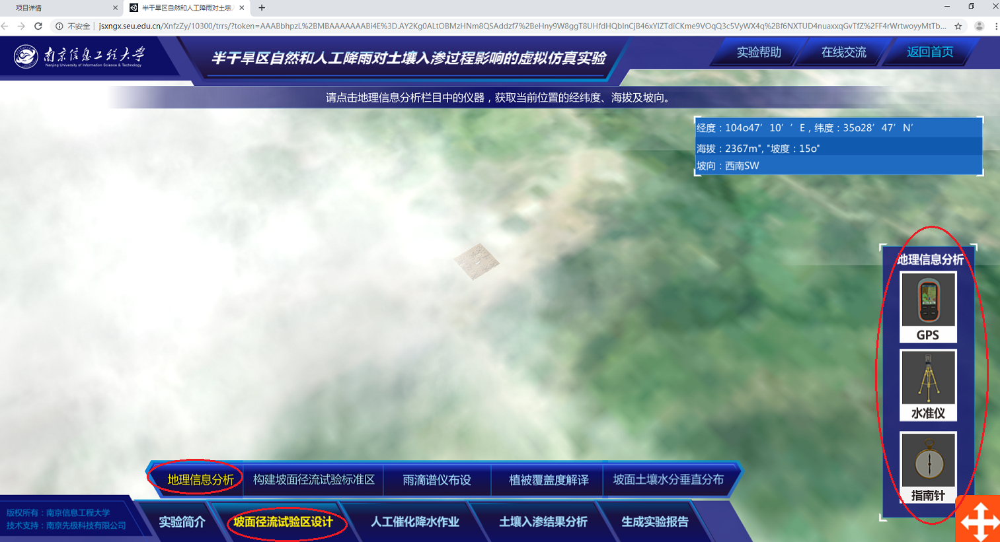 项目详情
半干旱区自然和人工降雨对土壤入
不安全
jsxngx.seu.edu.cn/XnfzZy/10300/trrs/?token=AAABbhpzL%2BMBAAAAAAABi4E%3D.AY2Kg0ALtOBMzHNm8QSAddzf7%2BeHny9W8ggT8UHfdHQbInCjB46xYIZTdiCKme9VOqQ3c5VyWX4q%2Bf6NXTUD4nuaxxqGvTfZ%2FF4rWrtwoyyMtTb...
南京信息工程大学
Nanjing University of Information Science & Technology
半干旱区自然和人工降雨对土壤入渗过程影响的虚拟仿真实验
实验帮助
在线交流
返回首页
请点击地理信息分析栏目中的仪器，获取当前位置的经纬度、海拔及坡向。
经度：104o47′10′′E，纬度：35o28′47′N′
海拔：2367m", "坡度：15o"
坡向：西南SW
地理信息分析
GPS
水准仪
指南针
地理信息分析
构建坡面径流试验标准区
雨滴谱仪布设
植被覆盖度解译
坡面土壤水分垂直分布
版权所有：南京信息工程大学
技术支持：南京先极科技有限公司
实验简介
坡面径流试验区设计
人工催化降水作业
土壤入渗结果分析
生成实验报告